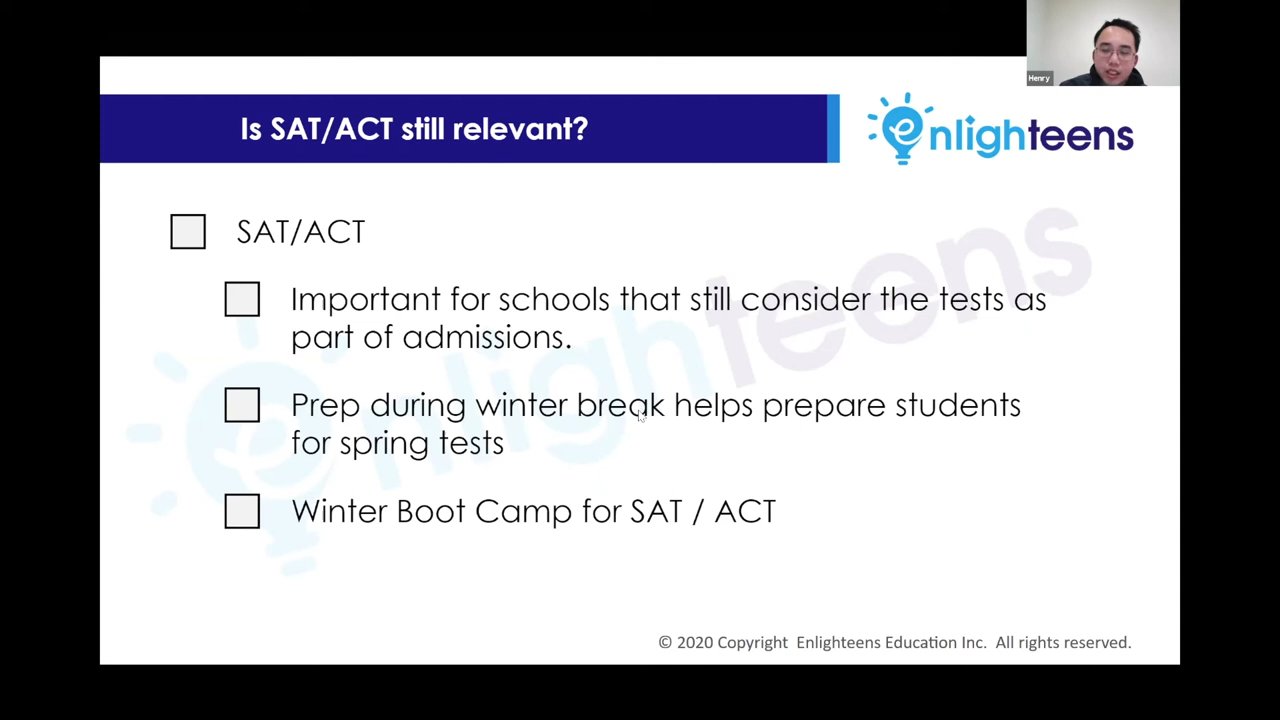 Henry
Is SAT/ACT still relevant?
enlighteens
SAT/ACT
Important for schools that still consider the tests as
part of admissions.
Prep during winter break helps prepare students
for spring tests
Winter Boot Camp for SAT / ACT
enlighteens
© 2020 Copyright Enlighteens Education Inc. All rights reserved.